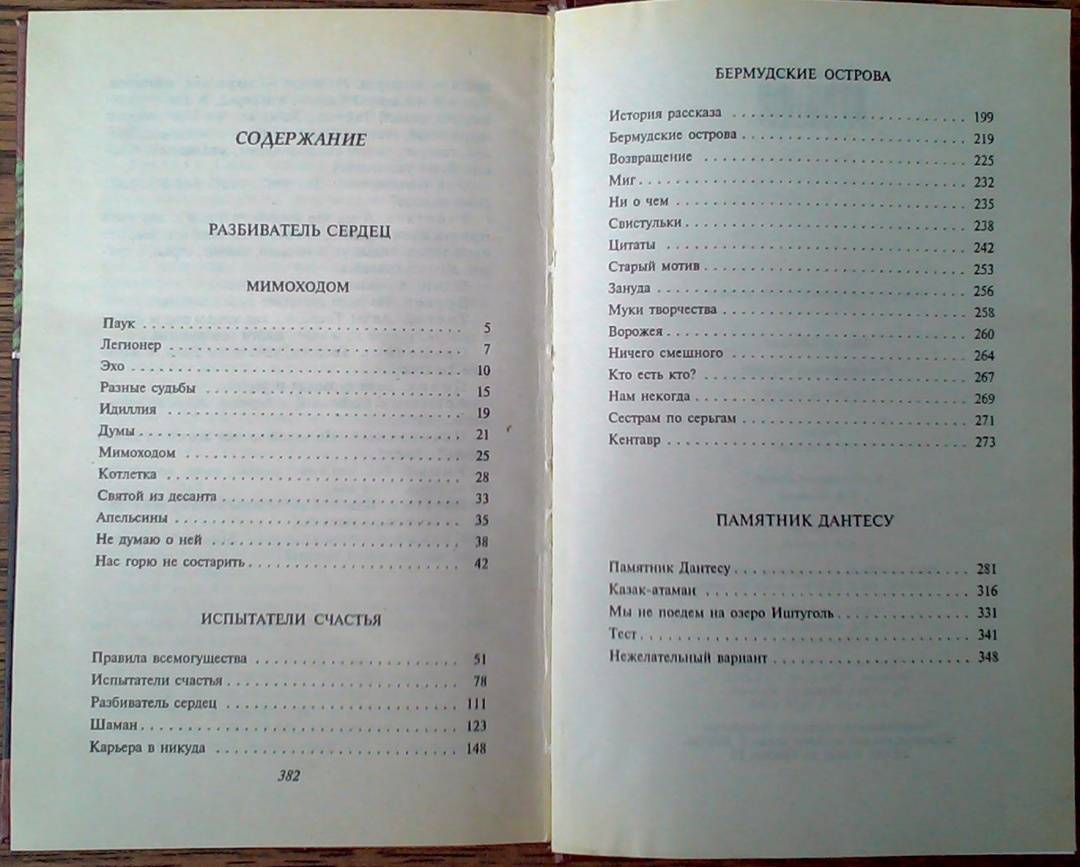 СОДЕРЖАНИЕ
РАЗБИВАТЕЛЬ СЕРДЕЦ
МИМОХОДОМ
Паук . . . . . . . . . . . . . . . . . . . . . . . . . . . 5
Легионер . . . . . . . . . . . . . . . . . . . . . . . . . 7
Эхо . . . . . . . . . . . . . . . . . . . . . . . . . . . 10
Разные судьбы . . . . . . . . . . . . . . . . . . . . . . 15
Идиллия . . . . . . . . . . . . . . . . . . . . . . . . . 19
Думы . . . . . . . . . . . . . . . . . . . . . . . . . . . 21
Мимоходом . . . . . . . . . . . . . . . . . . . . . . . . 25
Котлетка . . . . . . . . . . . . . . . . . . . . . . . . . 28
Святой из десанта . . . . . . . . . . . . . . . . . . . . 33
Апельсины . . . . . . . . . . . . . . . . . . . . . . . . 35
Не думаю о ней . . . . . . . . . . . . . . . . . . . . . . 38
Нас горю не состарить . . . . . . . . . . . . . . . . . . 42
ИСПЫТАТЕЛИ СЧАСТЬЯ
Правила всемогущества . . . . . . . . . . . . . . . . . . 51
Испытатели счастья . . . . . . . . . . . . . . . . . . . . 78
Разбиватель сердец . . . . . . . . . . . . . . . . . . . . 111
Шаман . . . . . . . . . . . . . . . . . . . . . . . . . . 123
Карьера в никуда . . . . . . . . . . . . . . . . . . . . . 148
382
БЕРМУДСКИЕ ОСТРОВА
История рассказа . . . . . . . . . . . . . . . . . . . . . 199
Бермудские острова . . . . . . . . . . . . . . . . . . . . 219
Возвращение . . . . . . . . . . . . . . . . . . . . . . . 225
Миг . . . . . . . . . . . . . . . . . . . . . . . . . . . 232
Ни о чем . . . . . . . . . . . . . . . . . . . . . . . . . 235
Свистульки . . . . . . . . . . . . . . . . . . . . . . . . 238
Цитаты . . . . . . . . . . . . . . . . . . . . . . . . . . 242
Старый мотив . . . . . . . . . . . . . . . . . . . . . . . 253
Зануда . . . . . . . . . . . . . . . . . . . . . . . . . . 256
Муки творчества . . . . . . . . . . . . . . . . . . . . . 258
Ворожея . . . . . . . . . . . . . . . . . . . . . . . . . 260
Ничего смешного . . . . . . . . . . . . . . . . . . . . . 264
Кто есть кто? . . . . . . . . . . . . . . . . . . . . . . 267
Нам некогда . . . . . . . . . . . . . . . . . . . . . . . 269
Сестрам по серьгам . . . . . . . . . . . . . . . . . . . . 271
Кентавр . . . . . . . . . . . . . . . . . . . . . . . . . 273
ПАМЯТНИК ДАНТЕСУ
Памятник Дантесу . . . . . . . . . . . . . . . . . . . . . 281
Казак-атаман . . . . . . . . . . . . . . . . . . . . . . . 316
Мы не поедем на озеро Иштуголь . . . . . . . . . . . . . . 331
Тест . . . . . . . . . . . . . . . . . . . . . . . . . . . 341
Нежелательный вариант . . . . . . . . . . . . . . . . . . 348